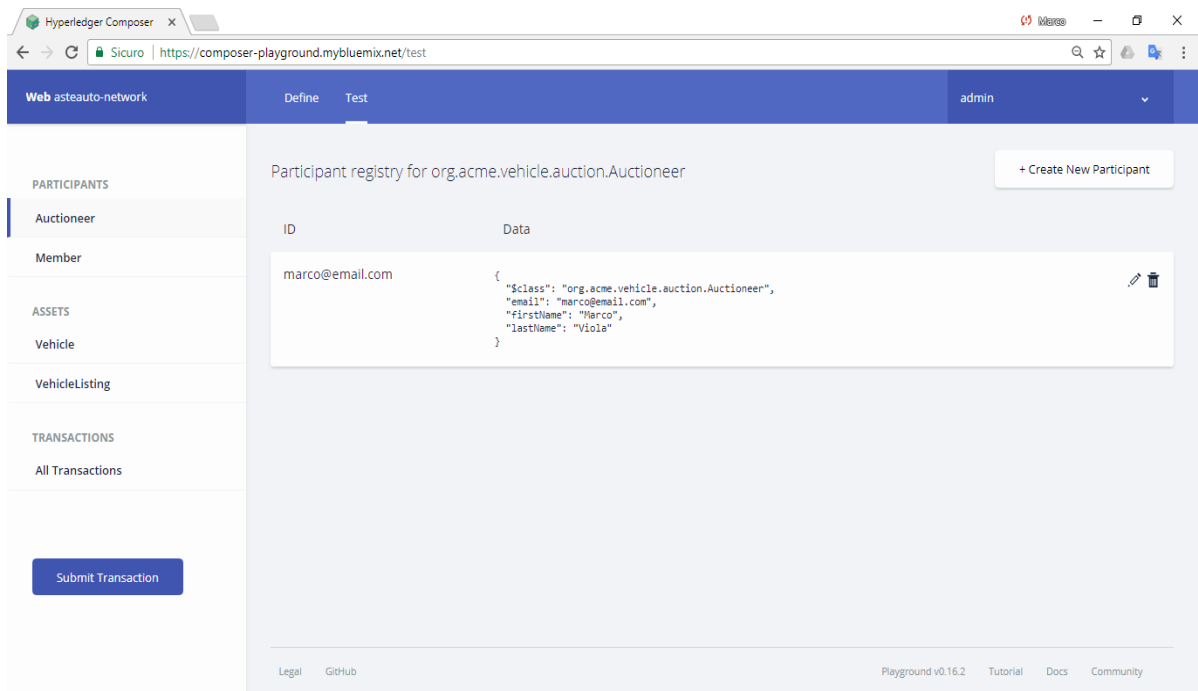 Hyperledger Composer
Marco
Sicuro | https://composer-playground.mybluemix.net/test
Web asteauto-network
Define
Test
admin
PARTICIPANTS
Auctioneer
Member
ASSETS
Vehicle
VehicleListing
TRANSACTIONS
All Transactions
Submit Transaction
Participant registry for org.acme.vehicle.auction.Auctioneer
+ Create New Participant
ID
Data
marco@email.com
{
"$class": "org.acme.vehicle.auction.Auctioneer",
"email": "marco@email.com",
"firstName": "Marco",
"lastName": "Viola"
}
Legal
GitHub
Playground v0.16.2
Tutorial
Docs
Community